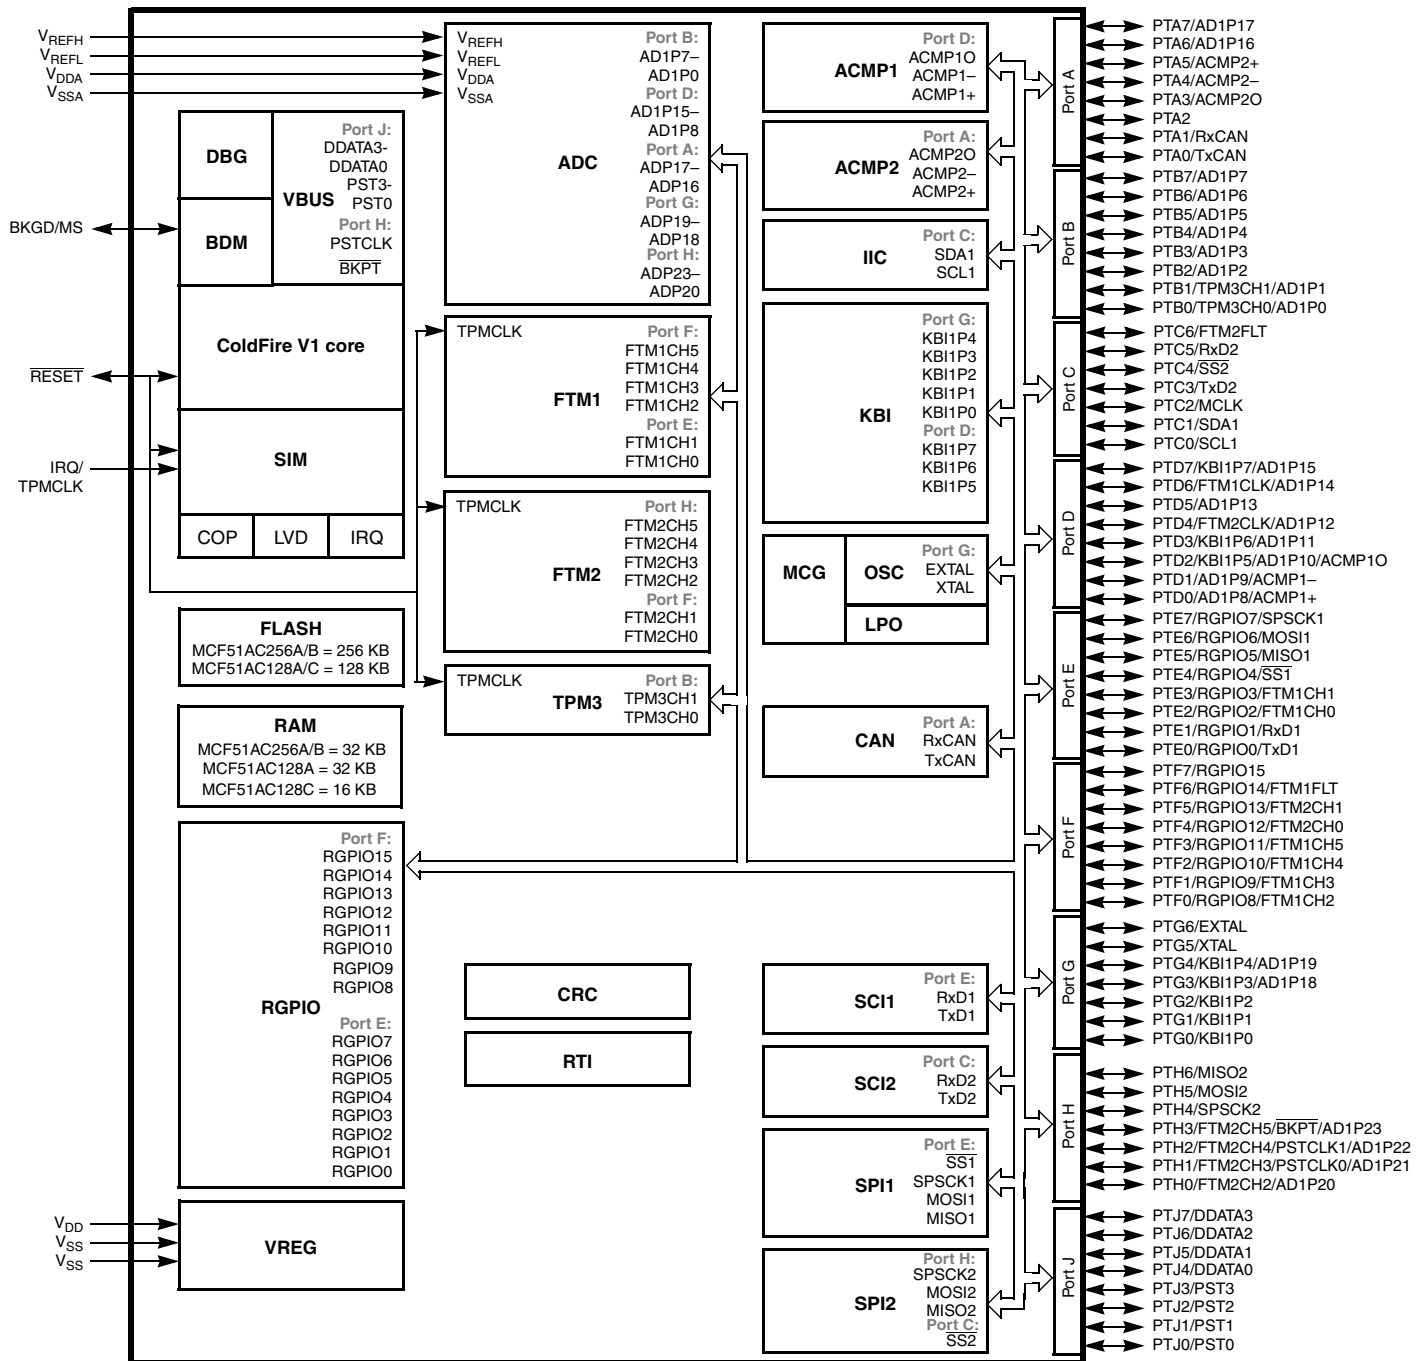 VREFH
VREFL
VDDA
VSSA
BKGD/MS
RESET
IRQ/
TPMCLK
VDD
VSS
VSS
DBG
BDM
VBUS
Port J:
DDATA3-
DDATA0
PST3-
PST0
Port H:
PSTCLK
BKPT
ColdFire V1 core
SIM
COP
LVD
IRQ
FLASH
MCF51AC256A/B = 256 KB
MCF51AC128A/C = 128 KB
RAM
MCF51AC256A/B = 32 KB
MCF51AC128A = 32 KB
MCF51AC128C = 16 KB
RGPIO
Port F:
RGPIO15
RGPIO14
RGPIO13
RGPIO12
RGPIO11
RGPIO10
RGPIO9
RGPIO8
Port E:
RGPIO7
RGPIO6
RGPIO5
RGPIO4
RGPIO3
RGPIO2
RGPIO1
RGPIO0
VREG
VREFH
VREFL
VDDA
VSSA
ADC
Port B:
AD1P7–
AD1P0
Port D:
AD1P15–
AD1P8
Port A:
ADP17–
ADP16
Port G:
ADP19–
ADP18
Port H:
ADP23–
ADP20
TPMCLK
FTM1
Port F:
FTM1CH5
FTM1CH4
FTM1CH3
FTM1CH2
Port E:
FTM1CH1
FTM1CH0
TPMCLK
FTM2
Port H:
FTM2CH5
FTM2CH4
FTM2CH3
FTM2CH2
Port F:
FTM2CH1
FTM2CH0
TPMCLK
TPM3
Port B:
TPM3CH1
TPM3CH0
CRC
RTI
ACMP1
Port D:
ACMP1O
ACMP1–
ACMP1+
ACMP2
Port A:
ACMP2O
ACMP2–
ACMP2+
IIC
Port C:
SDA1
SCL1
KBI
Port G:
KBI1P4
KBI1P3
KBI1P2
KBI1P1
KBI1P0
Port D:
KBI1P7
KBI1P6
KBI1P5
MCG
OSC
Port G:
EXTAL
XTAL
LPO
CAN
Port A:
RxCAN
TxCAN
SCI1
Port E:
RxD1
TxD1
SCI2
Port C:
RxD2
TxD2
SPI1
Port E:
SS1
SPSCK1
MOSI1
MISO1
SPI2
Port H:
SPSCK2
MOSI2
MISO2
Port C:
SS2
Port A
PTA7/AD1P17
PTA6/AD1P16
PTA5/ACMP2+
PTA4/ACMP2–
PTA3/ACMP2O
PTA2
PTA1/RxCAN
PTA0/TxCAN
Port B
PTB7/AD1P7
PTB6/AD1P6
PTB5/AD1P5
PTB4/AD1P4
PTB3/AD1P3
PTB2/AD1P2
PTB1/TPM3CH1/AD1P1
PTB0/TPM3CH0/AD1P0
Port C
PTC6/FTM2FLT
PTC5/RxD2
PTC4/SS2
PTC3/TxD2
PTC2/MCLK
PTC1/SDA1
PTC0/SCL1
Port D
PTD7/KBI1P7/AD1P15
PTD6/FTM1CLK/AD1P14
PTD5/AD1P13
PTD4/FTM2CLK/AD1P12
PTD3/KBI1P6/AD1P11
PTD2/KBI1P5/AD1P10/ACMP1O
PTD1/AD1P9/ACMP1–
PTD0/AD1P8/ACMP1+
Port E
PTE7/RGPIO7/SPSCK1
PTE6/RGPIO6/MOSI1
PTE5/RGPIO5/MISO1
PTE4/RGPIO4/SS1
PTE3/RGPIO3/FTM1CH1
PTE2/RGPIO2/FTM1CH0
PTE1/RGPIO1/RxD1
PTE0/RGPIO0/TxD1
Port F
PTF7/RGPIO15
PTF6/RGPIO14/FTM1FLT
PTF5/RGPIO13/FTM2CH1
PTF4/RGPIO12/FTM2CH0
PTF3/RGPIO11/FTM1CH5
PTF2/RGPIO10/FTM1CH4
PTF1/RGPIO9/FTM1CH3
PTF0/RGPIO8/FTM1CH2
Port G
PTG6/EXTAL
PTG5/XTAL
PTG4/KBI1P4/AD1P19
PTG3/KBI1P3/AD1P18
PTG2/KBI1P2
PTG1/KBI1P1
PTG0/KBI1P0
Port H
PTH6/MISO2
PTH5/MOSI2
PTH4/SPSCK2
PTH3/FTM2CH5/BKPT/AD1P23
PTH2/FTM2CH4/PSTCLK1/AD1P22
PTH1/FTM2CH3/PSTCLK0/AD1P21
PTH0/FTM2CH2/AD1P20
Port J
PTJ7/DDATA3
PTJ6/DDATA2
PTJ5/DDATA1
PTJ4/DDATA0
PTJ3/PST3
PTJ2/PST2
PTJ1/PST1
PTJ0/PST0